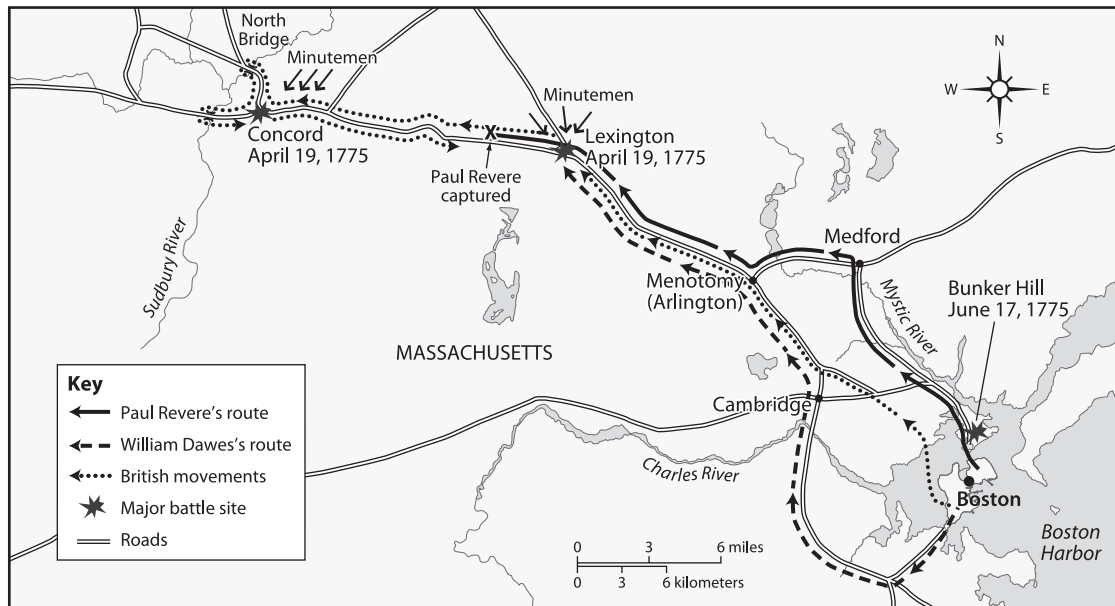 North
Bridge
Minutemen
Minutemen
Concord
April 19, 1775
Lexington
April 19, 1775
Paul Revere
captured
N
W
E
S
Sudbury River
Medford
Menotomy
(Arlington)
Mystic River
Bunker Hill
June 17, 1775
MASSACHUSETTS
Cambridge
Charles River
Boston
Boston
Harbor
Key
Paul Revere's route
William Dawes's route
British movements
Major battle site
Roads
0 3 6 miles
0 3 6 kilometers
X